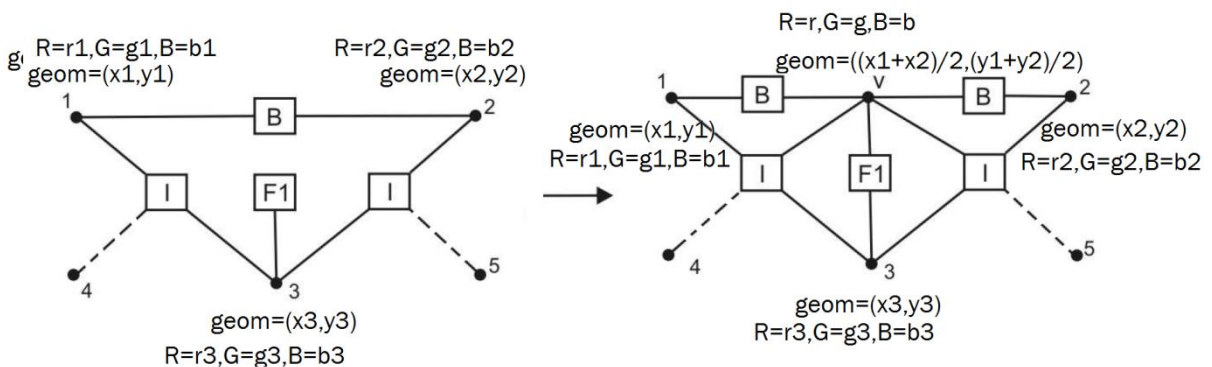 R=r1,G=g1,B=b1
geom=(x1,y1)
R=r2,G=g2,B=b2
geom=(x2,y2)
1
2
B
I
F1
I
4
3
5
geom=(x3,y3)
R=r3,G=g3,B=b3
R=r,G=g,B=b
geom=((x1+x2)/2,(y1+y2)/2)
1
v
2
B
B
geom=(x1,y1)
R=r1,G=g1,B=b1
geom=(x2,y2)
R=r2,G=g2,B=b2
I
F1
I
4
3
5
geom=(x3,y3)
R=r3,G=g3,B=b3